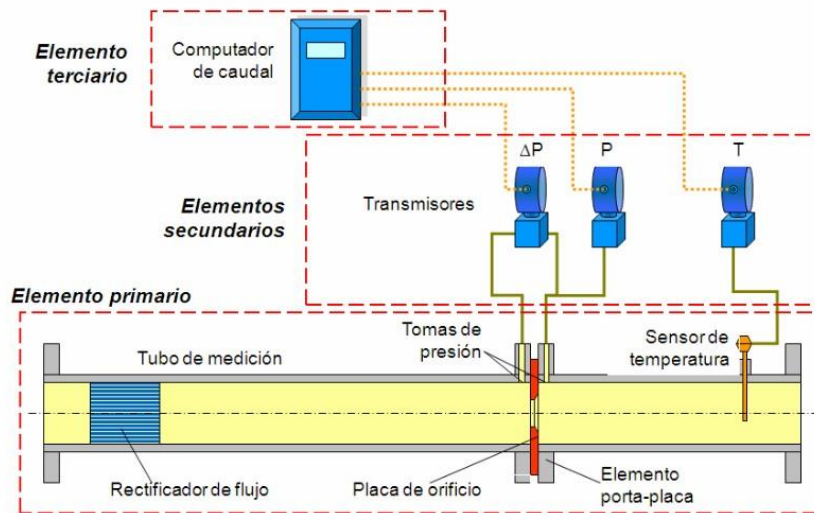 Elemento
terciario
Computador
de caudal
ΔP
P
T
Transmisores
Elementos
secundarios
Elemento primario
Tubo de medición
Tomas de
presión
Sensor de
temperatura
Rectificador de flujo
Placa de orificio
Elemento
porta-placa